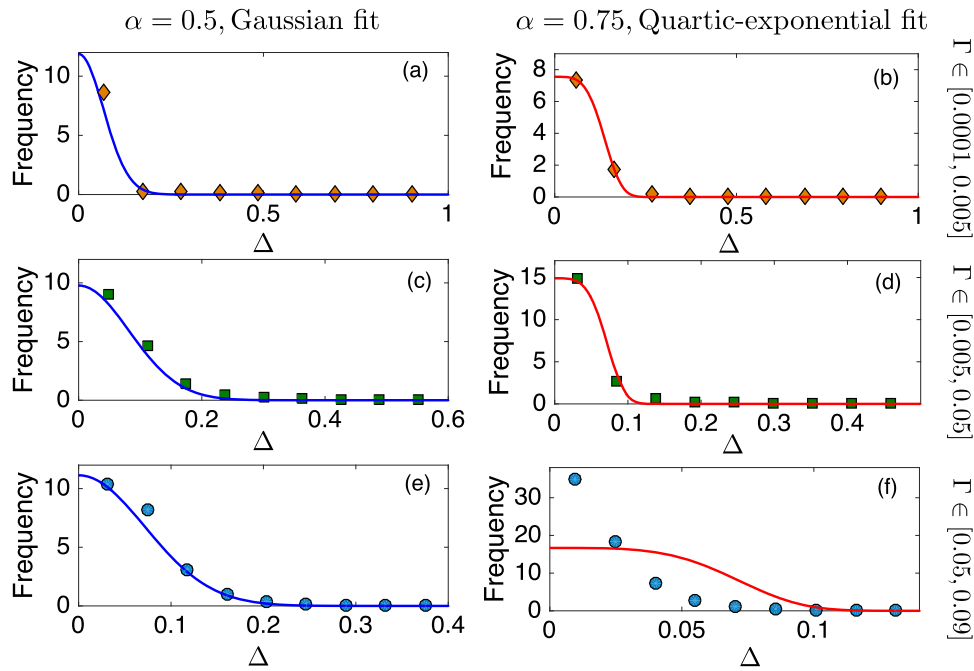 α = 0.5, Gaussian fit
α = 0.75, Quartic-exponential fit
Frequency
10
5
0
(a)
0
0.5
1
Δ
Frequency
8
6
4
2
0
(b)
0
0.5
1
Δ
Γ ∈ [0.0001, 0.005]
Frequency
10
5
0
(c)
0
0.2
0.4
0.6
Δ
Frequency
15
10
5
0
(d)
0
0.1
0.2
0.3
0.4
Δ
Γ ∈ [0.005, 0.05]
Frequency
10
5
0
(e)
0
0.1
0.2
0.3
0.4
Δ
Frequency
30
20
10
0
(f)
0
0.05
0.1
Δ
Γ ∈ [0.05, 0.09]